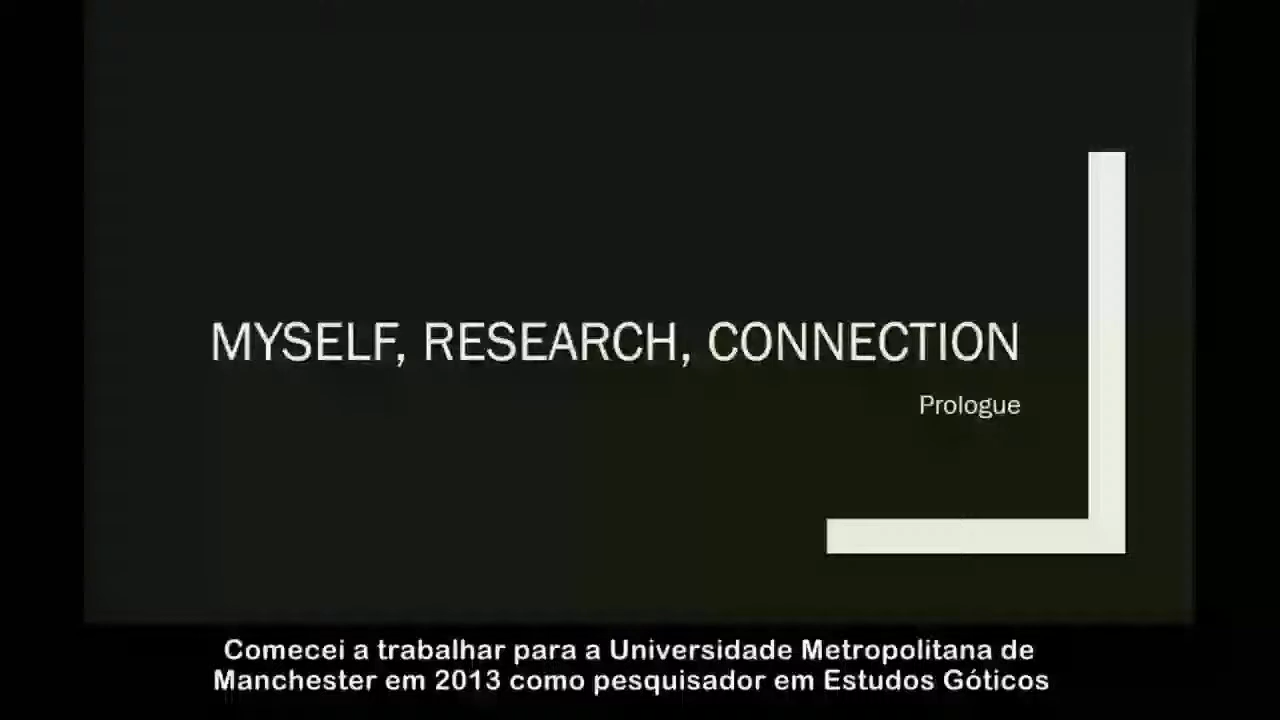 MYSELF, RESEARCH, CONNECTION
Prologue
Comecei a trabalhar para a Universidade Metropolitana de
Manchester em 2013 como pesquisador em Estudos Góticos